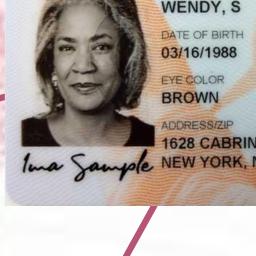 WENDY, S
DATE OF BIRTH
03/16/1988
EYE COLOR
BROWN
ADDRESS/ZIP
1628 CABRIN
NEW YORK, N
Ima Sample